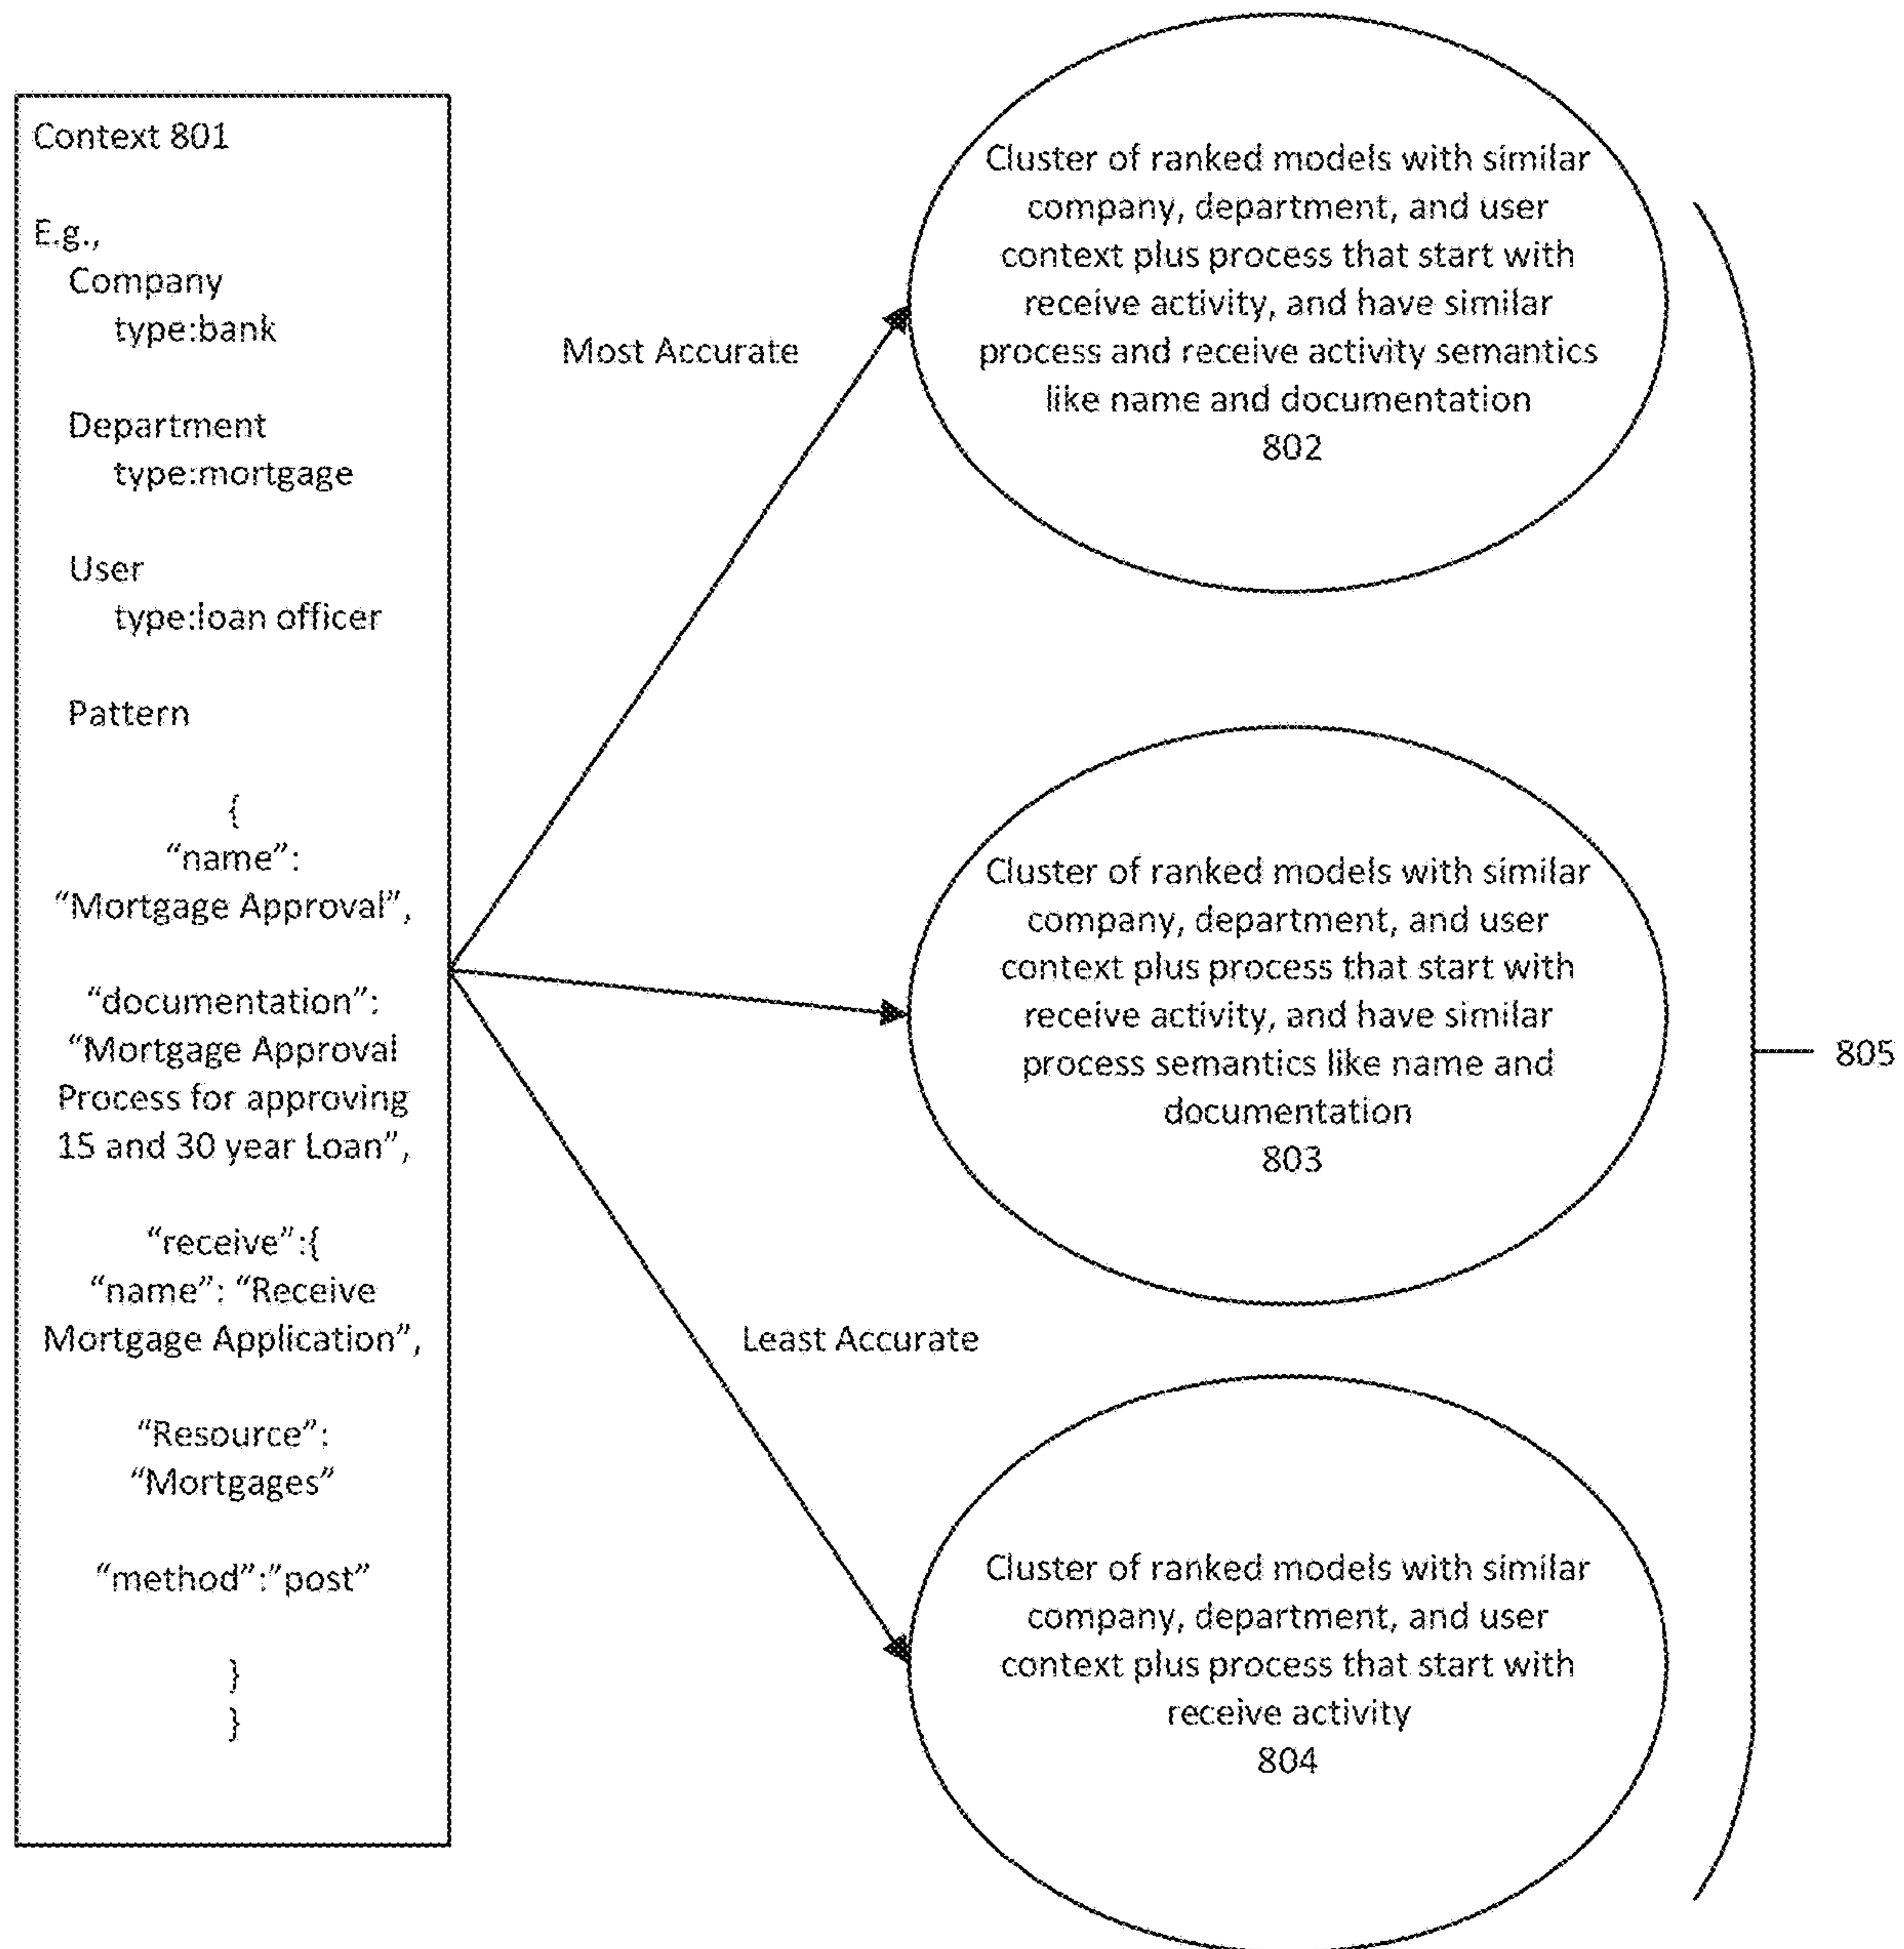 Context 801
E.g.,
Company
type:bank
Department
type:mortgage
User
type:loan officer
Pattern
{
“name”:
“Mortgage Approval”,
“documentation”:
“Mortgage Approval
Process for approving
15 and 30 year Loan”,
“receive”:{
“name”: “Receive
Mortgage Application”,
“Resource”:
“Mortgages”
“method”:”post”
}
}
Most Accurate
Least Accurate
Cluster of ranked models with similar
company, department, and user
context plus process that start with
receive activity, and have similar
process and receive activity semantics
like name and documentation
802
Cluster of ranked models with similar
company, department, and user
context plus process that start with
receive activity, and have similar
process semantics like name and
documentation
803
Cluster of ranked models with similar
company, department, and user
context plus process that start with
receive activity
804
805